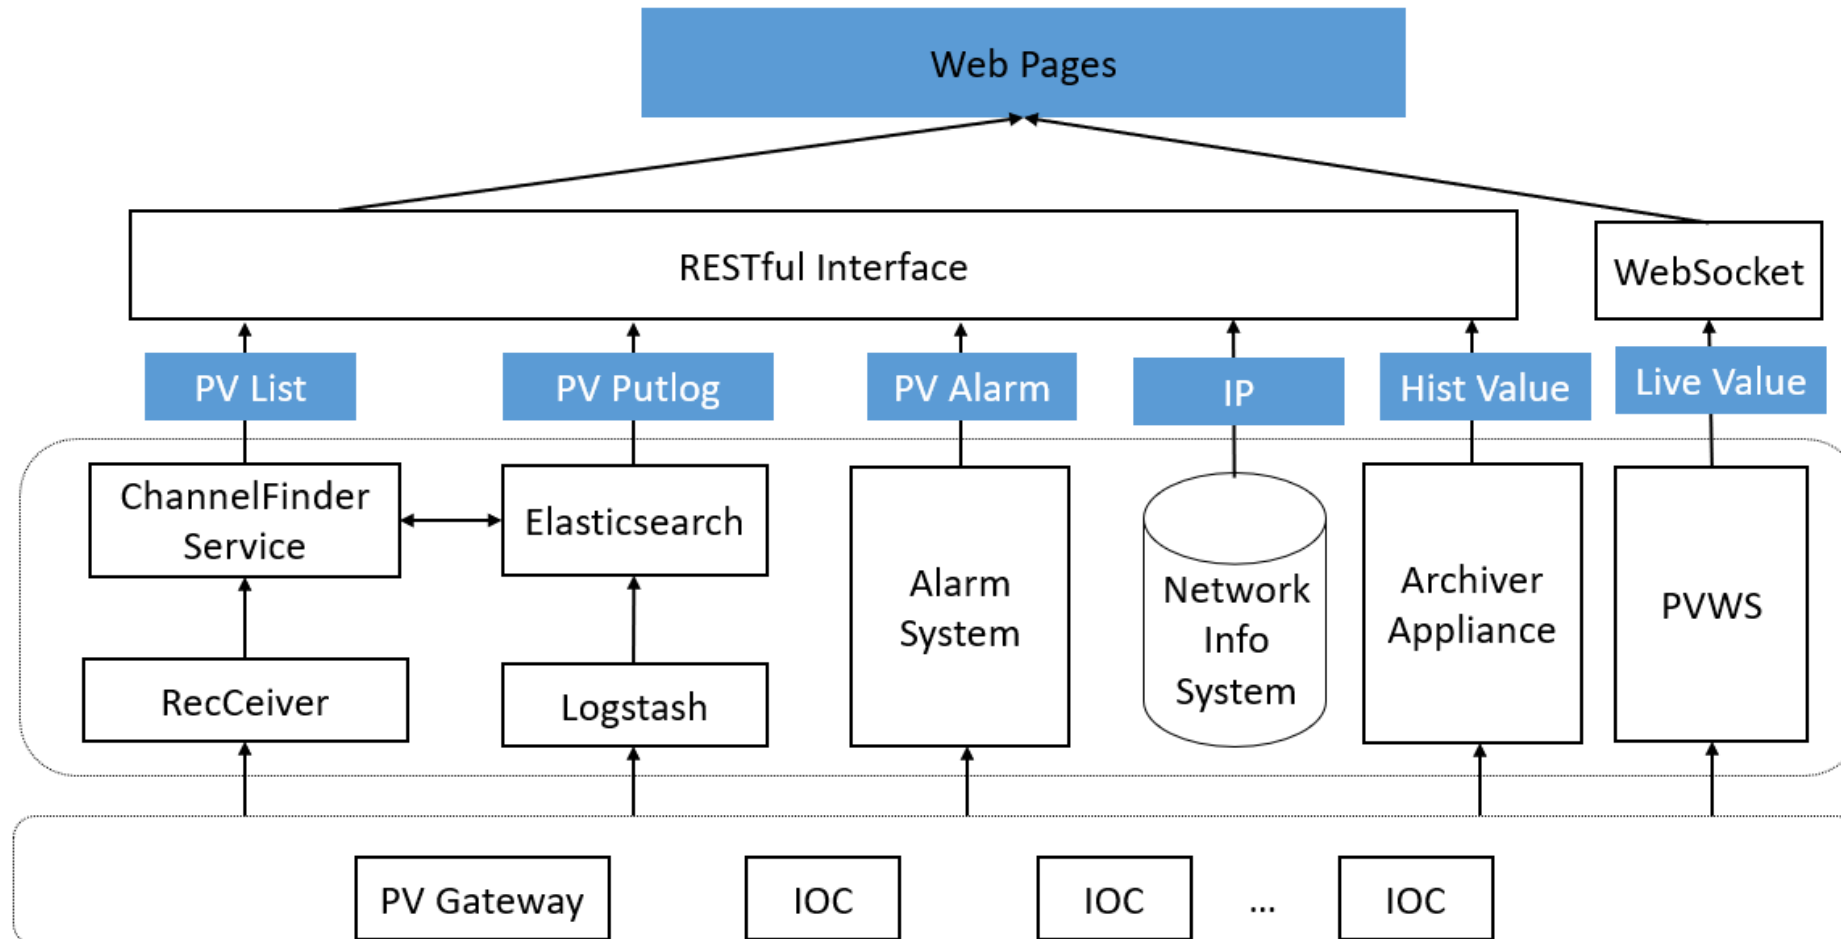 Web Pages
RESTful Interface
WebSocket
PV List
PV Putlog
PV Alarm
IP
Hist Value
Live Value
ChannelFinder
Service
Elasticsearch
Alarm
System
Network
Info
System
Archiver
Appliance
PVWS
RecCeiver
Logstash
PV Gateway
IOC
IOC
...
IOC